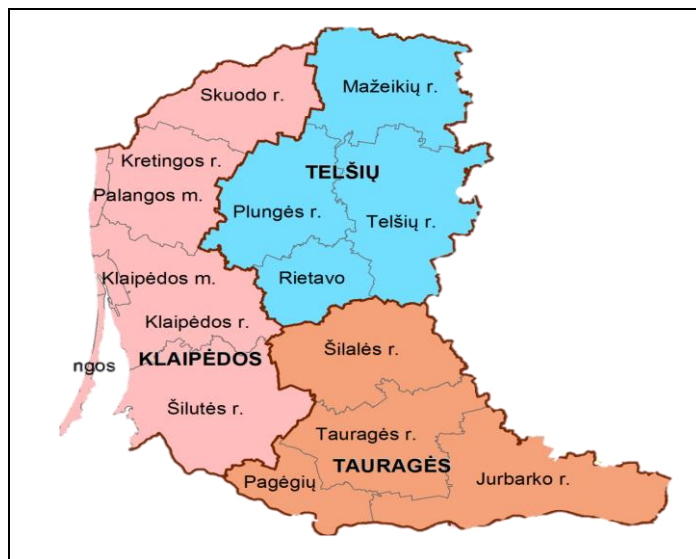 Skuodo r.
Mažeikių r.
Kretingos r.
Palangos m.
TELŠIŲ
Plungės r.
Telšių r.
Klaipėdos m.
Rietavo
Klaipėdos r.
KLAIPĖDOS
ngos
Šilalės r.
Šilutės r.
Tauragės r.
TAURAGĖS
Pagėgių
Jurbarko r.